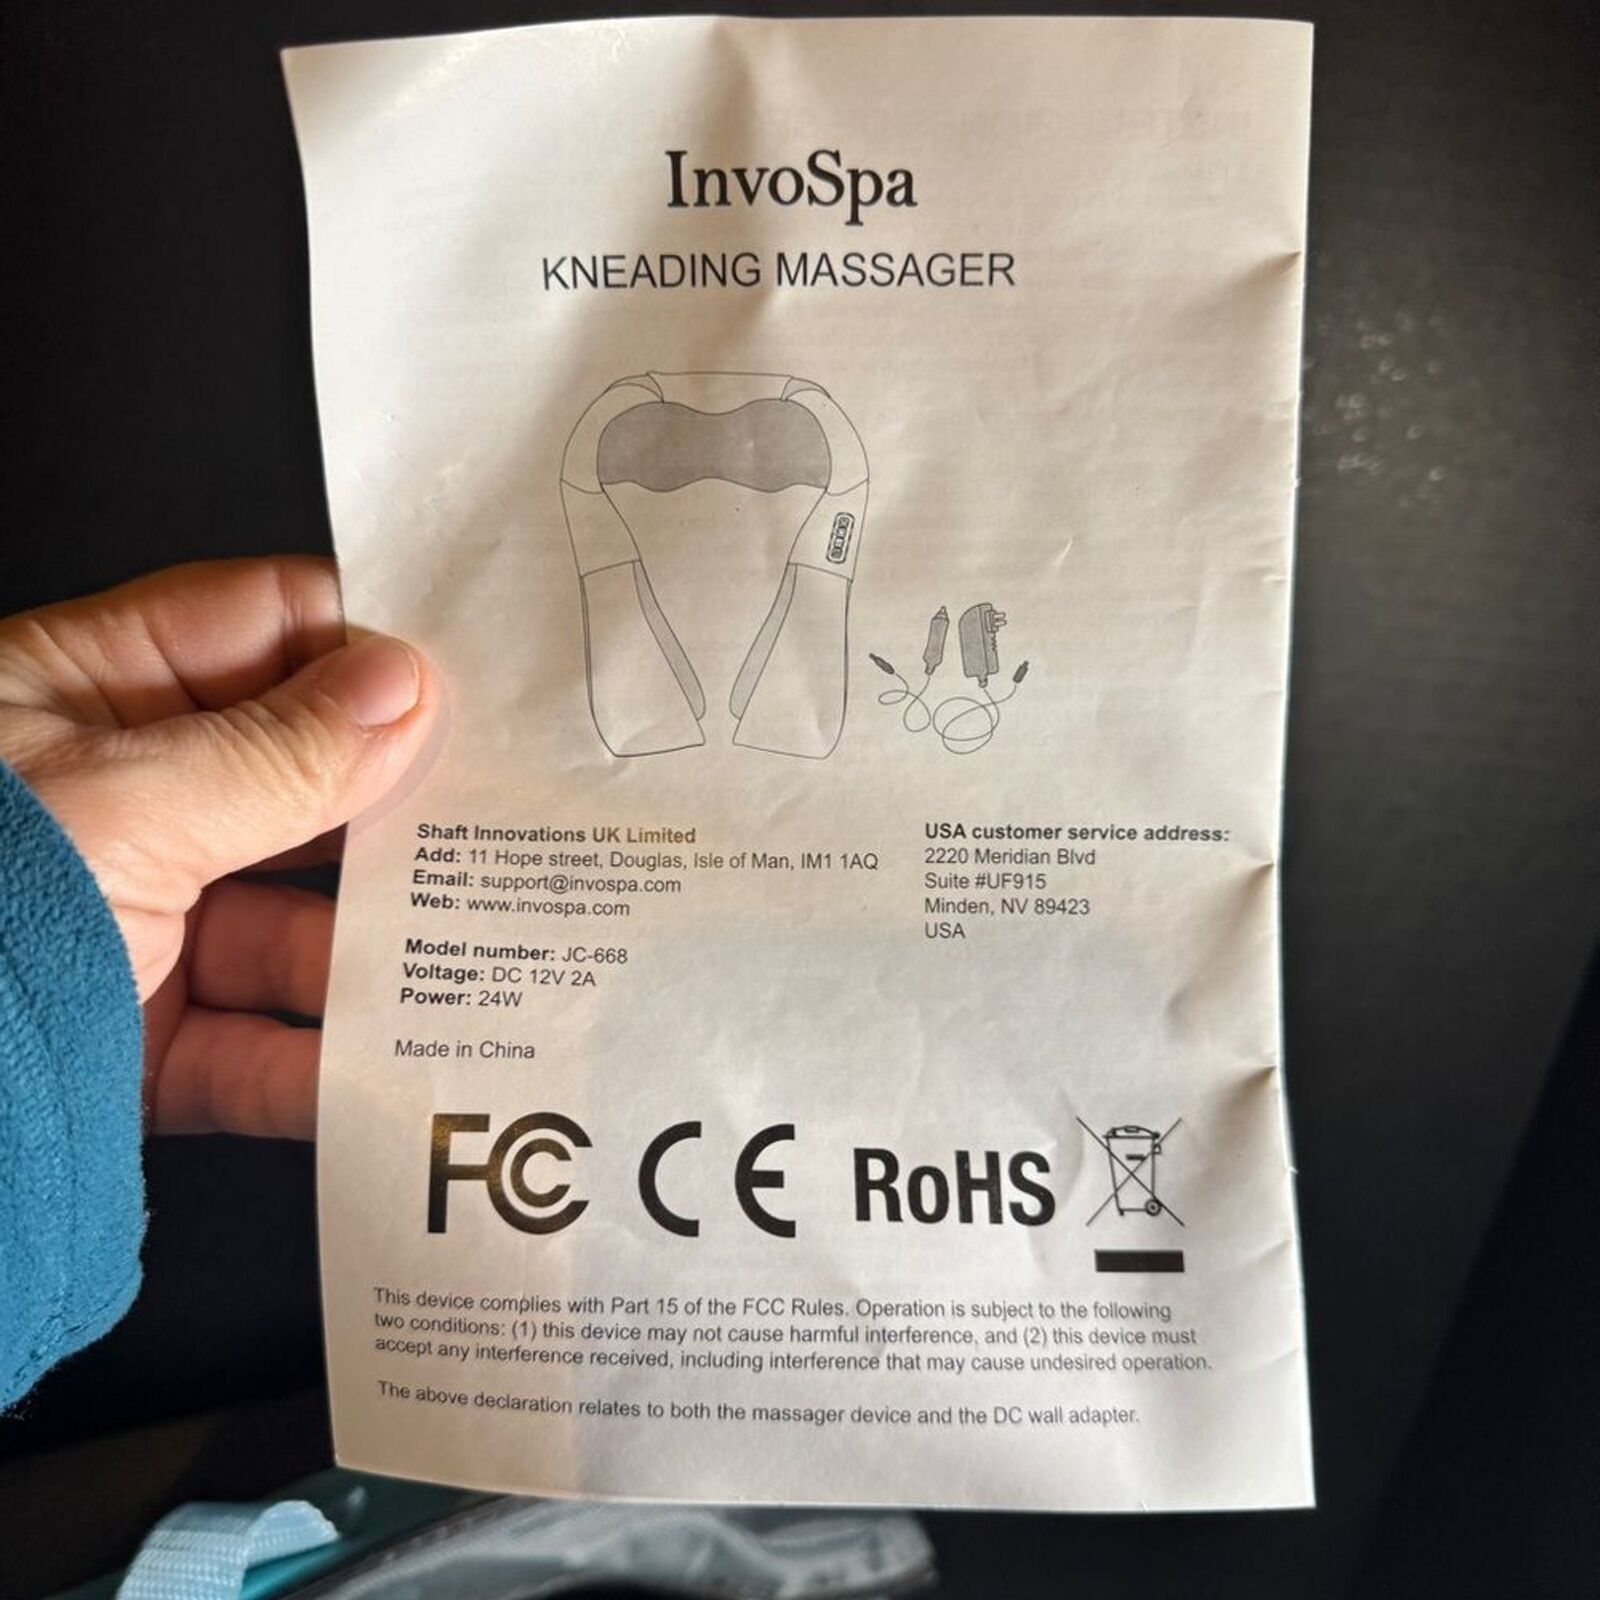 InvoSpa
KNEADING MASSAGER
Shaft Innovations UK Limited
Add: 11 Hope street, Douglas, Isle of Man, IM1 1AQ
Email: support@invospa.com
Web: www.invospa.com
USA customer service address:
2220 Meridian Blvd
Suite #UF915
Minden, NV 89423
USA
Model number: JC-668
Voltage: DC 12V 2A
Power: 24W
Made in China
FCC CE RoHS
This device complies with Part 15 of the FCC Rules. Operation is subject to the following
two conditions: (1) this device may not cause harmful interference, and (2) this device must
accept any interference received, including interference that may cause undesired operation.
The above declaration relates to both the massager device and the DC wall adapter.